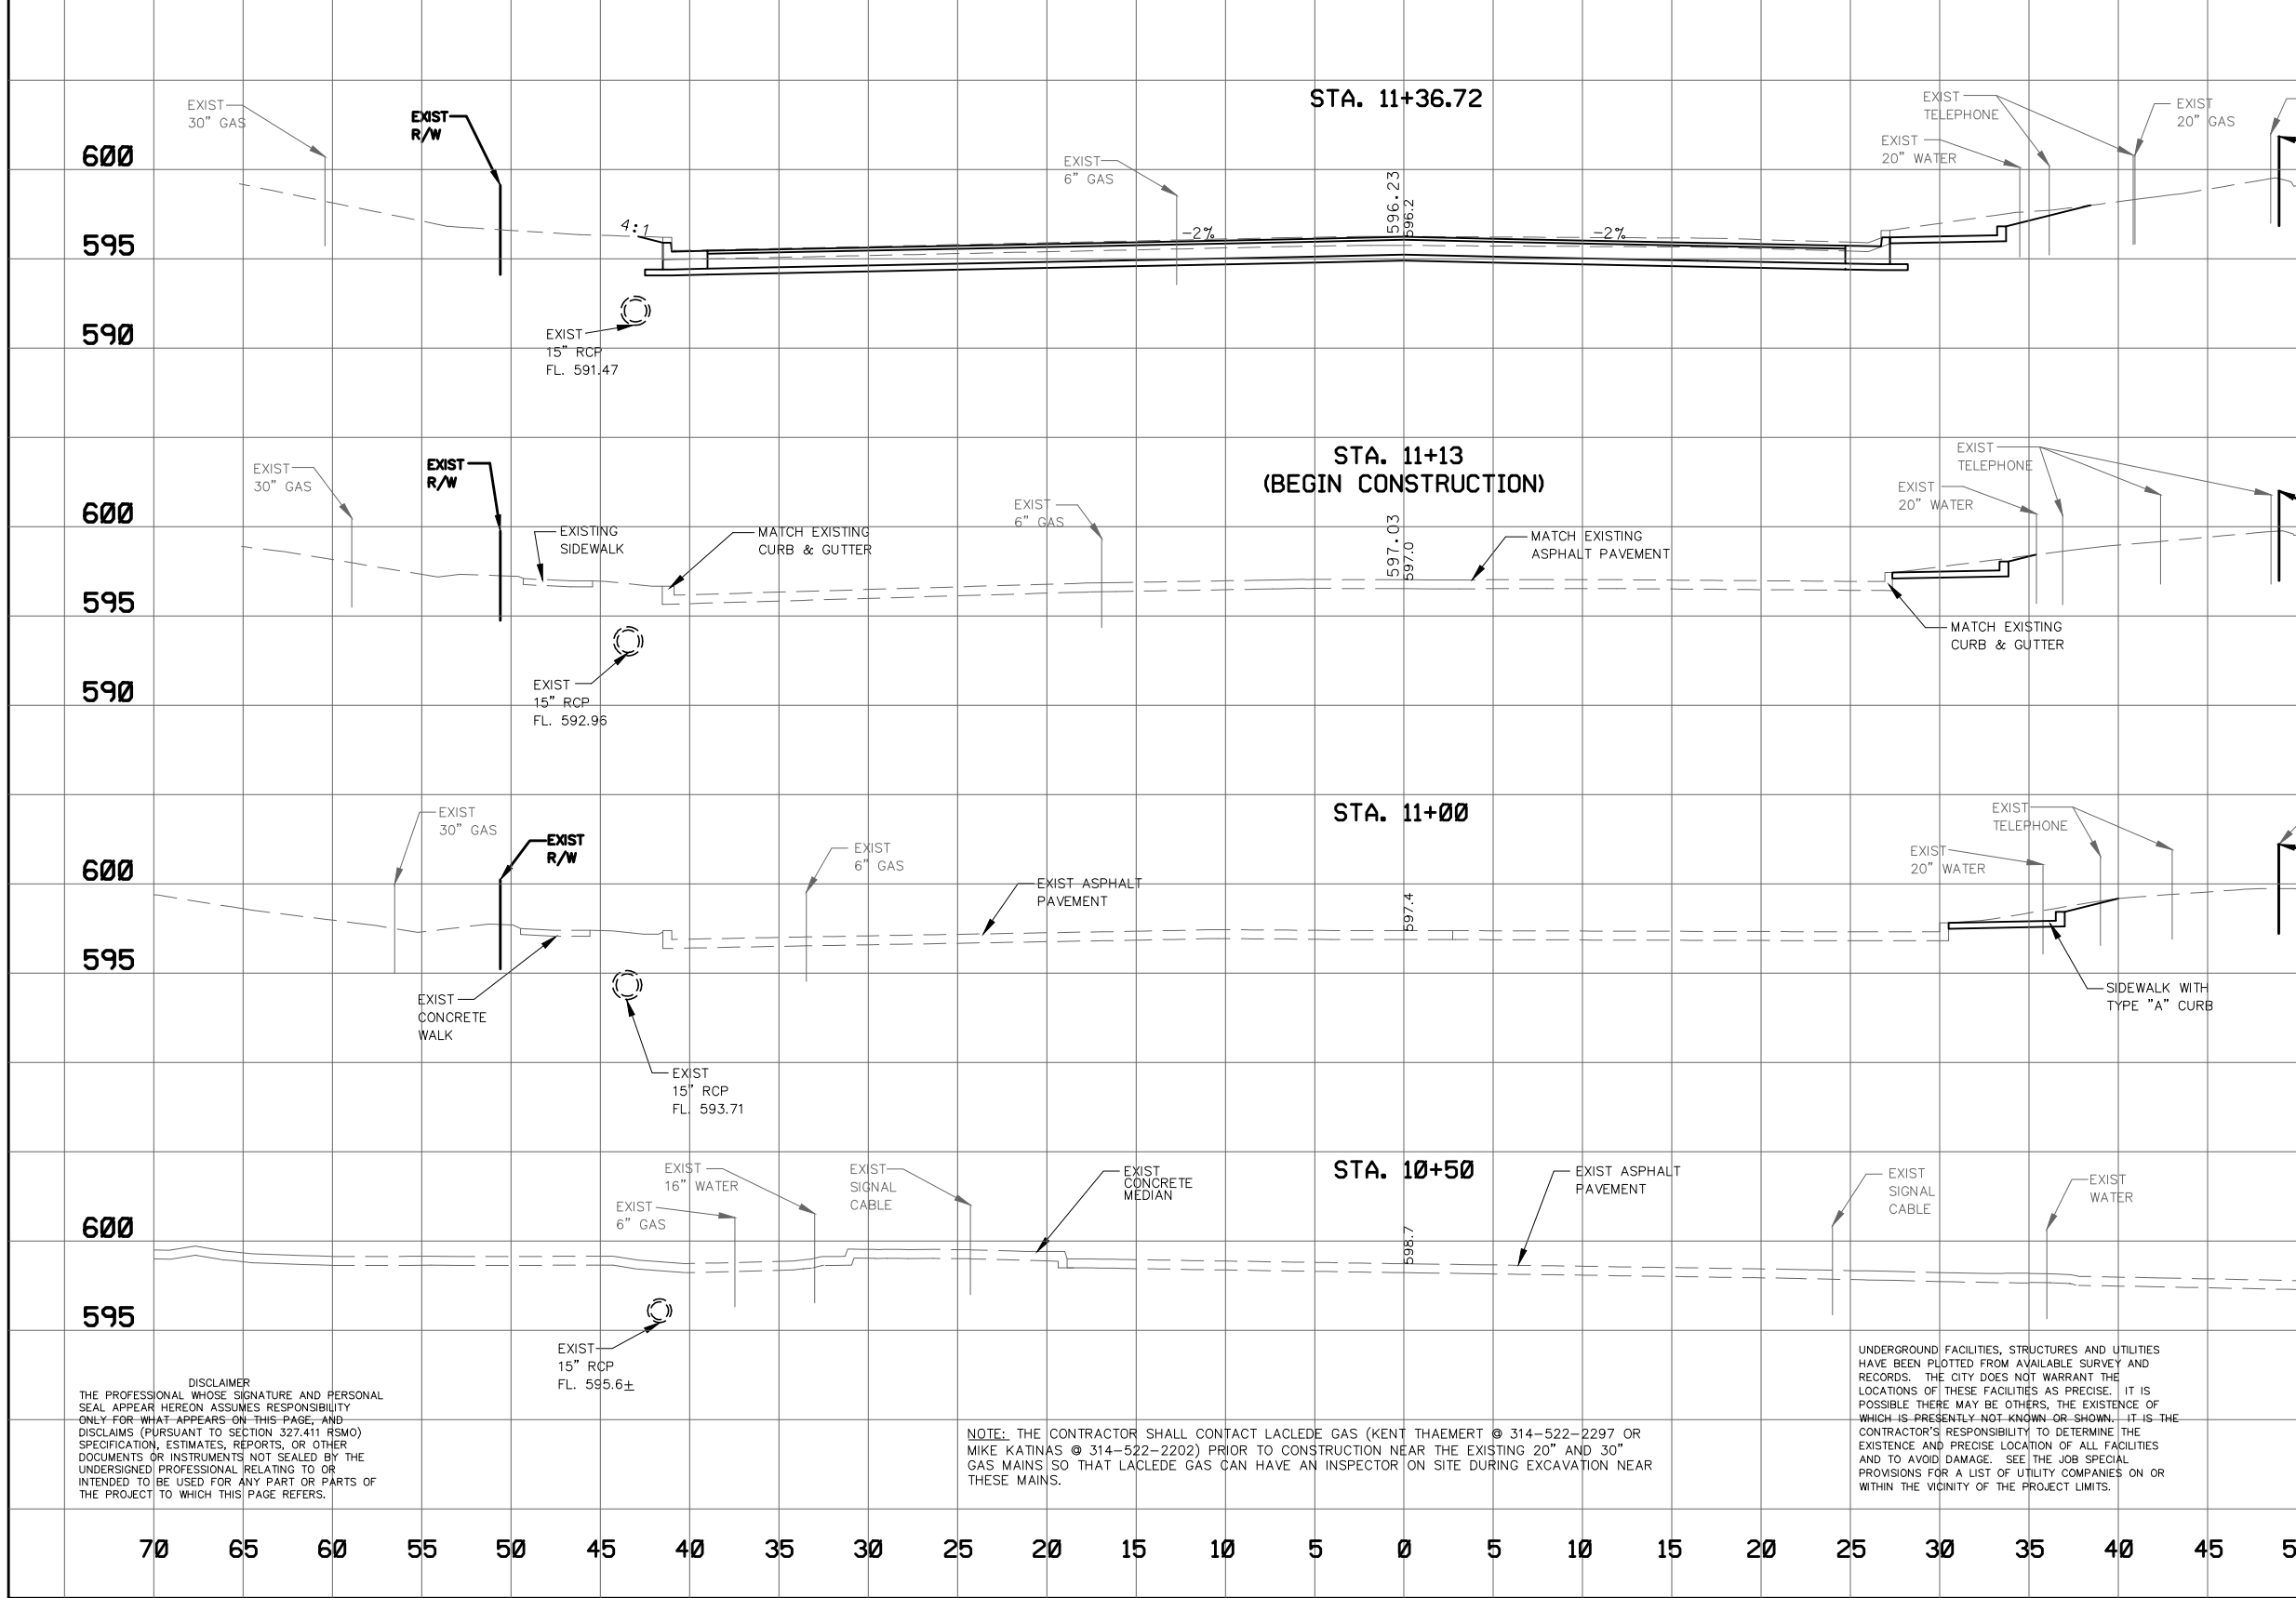 STA. 11+36.72
EXIST
30" GAS
EXIST
R/W
EXIST
6" GAS
EXIST
TELEPHONE
EXIST
20" GAS
EXIST
20" WATER
600
595
590
4:1
-2%
596.23
596.2
-2%
EXIST
15" RCP
FL. 591.47
STA. 11+13
(BEGIN CONSTRUCTION)
EXIST
30" GAS
EXIST
R/W
EXISTING
SIDEWALK
MATCH EXISTING
CURB & GUTTER
EXIST
6" GAS
597.03
597.0
MATCH EXISTING
ASPHALT PAVEMENT
EXIST
TELEPHONE
EXIST
20" WATER
MATCH EXISTING
CURB & GUTTER
600
595
590
EXIST
15" RCP
FL. 592.96
STA. 11+00
EXIST
30" GAS
EXIST
R/W
EXIST
6" GAS
EXIST ASPHALT
PAVEMENT
597.4
EXIST
TELEPHONE
EXIST
20" WATER
600
595
EXIST
CONCRETE
WALK
SIDEWALK WITH
TYPE "A" CURB
EXIST
15" RCP
FL. 593.71
STA. 10+50
EXIST
16" WATER
EXIST
6" GAS
EXIST
SIGNAL
CABLE
EXIST
CONCRETE
MEDIAN
598.7
EXIST ASPHALT
PAVEMENT
EXIST
SIGNAL
CABLE
EXIST
WATER
600
595
EXIST
15" RCP
FL. 595.6±
DISCLAIMER
THE PROFESSIONAL WHOSE SIGNATURE AND PERSONAL
SEAL APPEAR HEREON ASSUMES RESPONSIBILITY
ONLY FOR WHAT APPEARS ON THIS PAGE, AND
DISCLAIMS (PURSUANT TO SECTION 327.411 RSMO)
SPECIFICATION, ESTIMATES, REPORTS, OR OTHER
DOCUMENTS OR INSTRUMENTS NOT SEALED BY THE
UNDERSIGNED PROFESSIONAL RELATING TO OR
INTENDED TO BE USED FOR ANY PART OR PARTS OF
THE PROJECT TO WHICH THIS PAGE REFERS.
NOTE: THE CONTRACTOR SHALL CONTACT LACLEDE GAS (KENT THAEMERT @ 314-522-2297 OR
MIKE KATINAS @ 314-522-2202) PRIOR TO CONSTRUCTION NEAR THE EXISTING 20" AND 30"
GAS MAINS SO THAT LACLEDE GAS CAN HAVE AN INSPECTOR ON SITE DURING EXCAVATION NEAR
THESE MAINS.
UNDERGROUND FACILITIES, STRUCTURES AND UTILITIES
HAVE BEEN PLOTTED FROM AVAILABLE SURVEY AND
RECORDS. THE CITY DOES NOT WARRANT THE
LOCATIONS OF THESE FACILITIES AS PRECISE. IT IS
POSSIBLE THERE MAY BE OTHERS, THE EXISTENCE OF
WHICH IS PRESENTLY NOT KNOWN OR SHOWN. IT IS THE
CONTRACTOR'S RESPONSIBILITY TO DETERMINE THE
EXISTENCE AND PRECISE LOCATION OF ALL FACILITIES
AND TO AVOID DAMAGE. SEE THE JOB SPECIAL
PROVISIONS FOR A LIST OF UTILITY COMPANIES ON OR
WITHIN THE VICINITY OF THE PROJECT LIMITS.
70 65 60 55 50 45 40 35 30 25 20 15 10 5 0 5 10 15 20 25 30 35 40 45